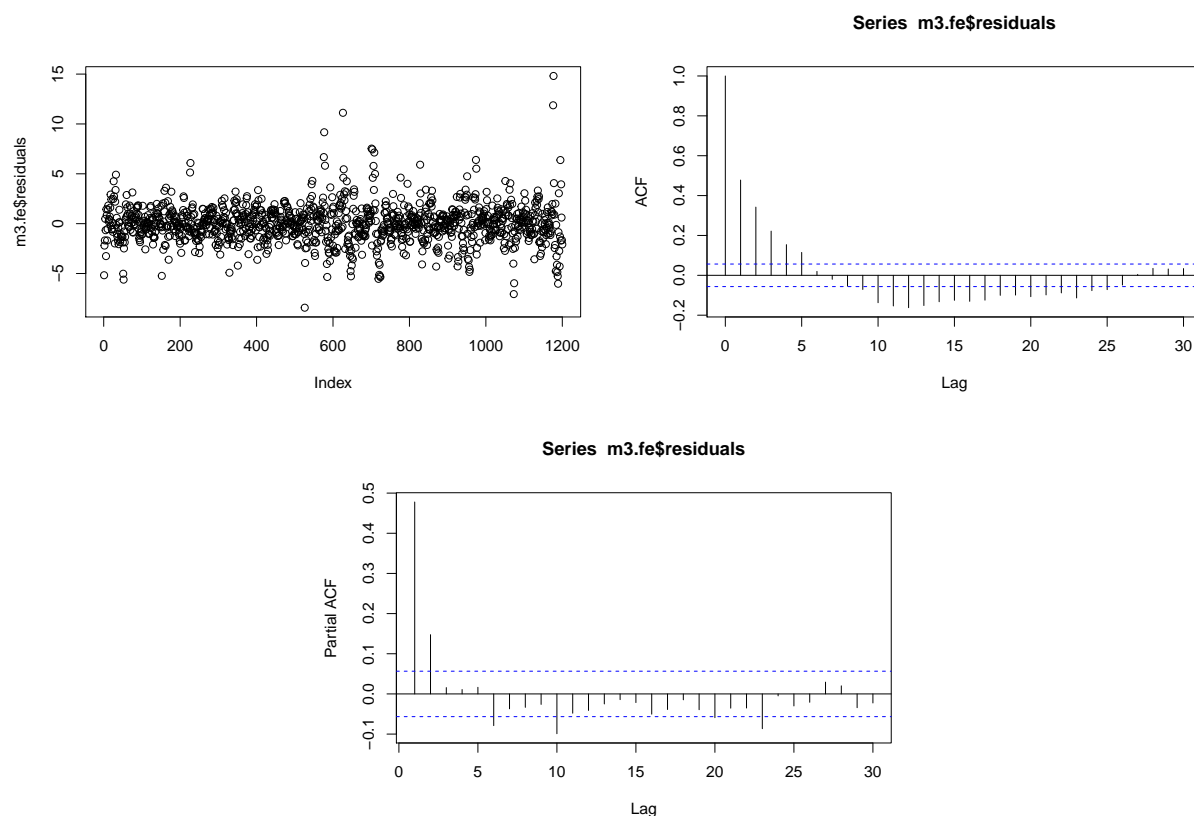 Series m3.fe$residuals
m3.fe$residuals
15
10
5
0
−5
0 200 400 600 800 1000 1200
Index
ACF
1.0
0.8
0.6
0.4
0.2
0.0
−0.2
0 5 10 15 20 25 30
Lag
Series m3.fe$residuals
Partial ACF
0.5
0.4
0.3
0.2
0.1
0.0
−0.1
0 5 10 15 20 25 30
Lag